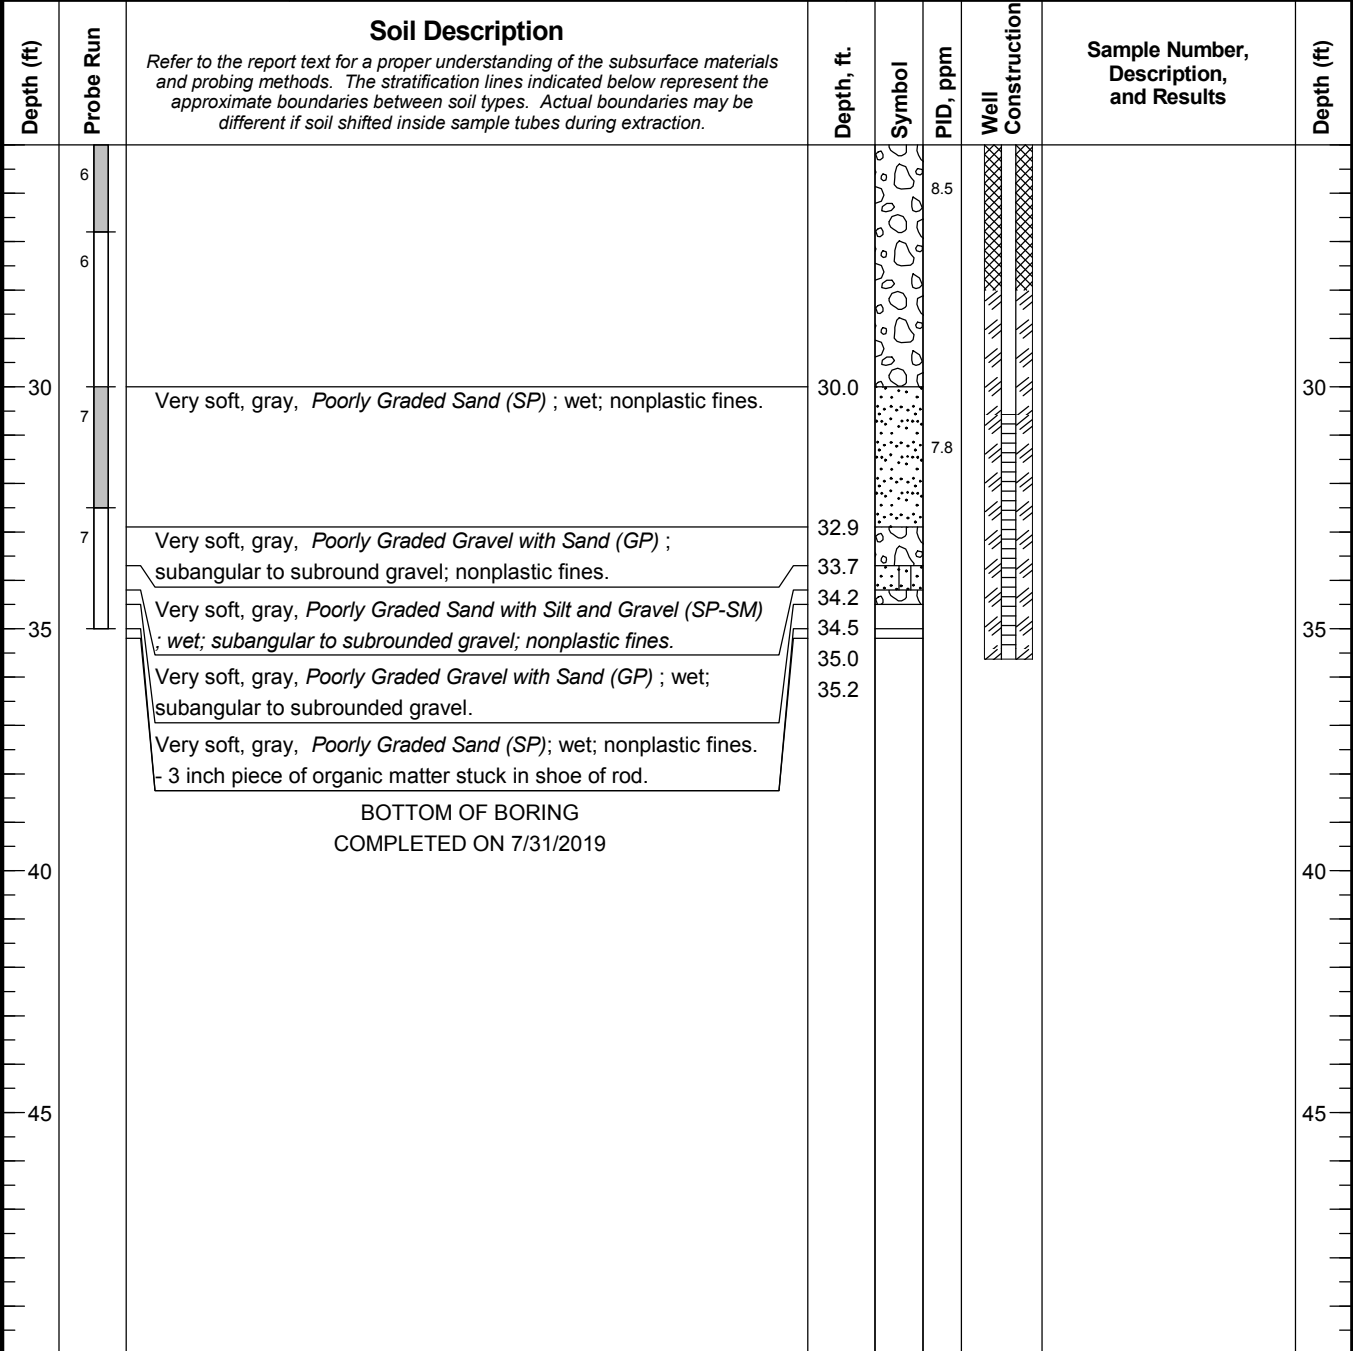 Depth (ft)
Probe Run
Soil Description
Refer to the report text for a proper understanding of the subsurface materials
and probing methods. The stratification lines indicated below represent the
approximate boundaries between soil types. Actual boundaries may be
different if soil shifted inside sample tubes during extraction.
Depth, ft.
Symbol
PID, ppm
Well
Construction
Sample Number,
Description,
and Results
Depth (ft)
6
8.5
6
30
30.0
30
Very soft, gray, Poorly Graded Sand (SP) ; wet; nonplastic fines.
7
7.8
32.9
7
Very soft, gray, Poorly Graded Gravel with Sand (GP) ;
subangular to subround gravel; nonplastic fines.
33.7
34.2
Very soft, gray, Poorly Graded Sand with Silt and Gravel (SP-SM)
; wet; subangular to subrounded gravel; nonplastic fines.
35
34.5
35
35.0
Very soft, gray, Poorly Graded Gravel with Sand (GP) ; wet;
subangular to subrounded gravel.
35.2
Very soft, gray, Poorly Graded Sand (SP); wet; nonplastic fines.
- 3 inch piece of organic matter stuck in shoe of rod.
BOTTOM OF BORING
COMPLETED ON 7/31/2019
40
40
45
45